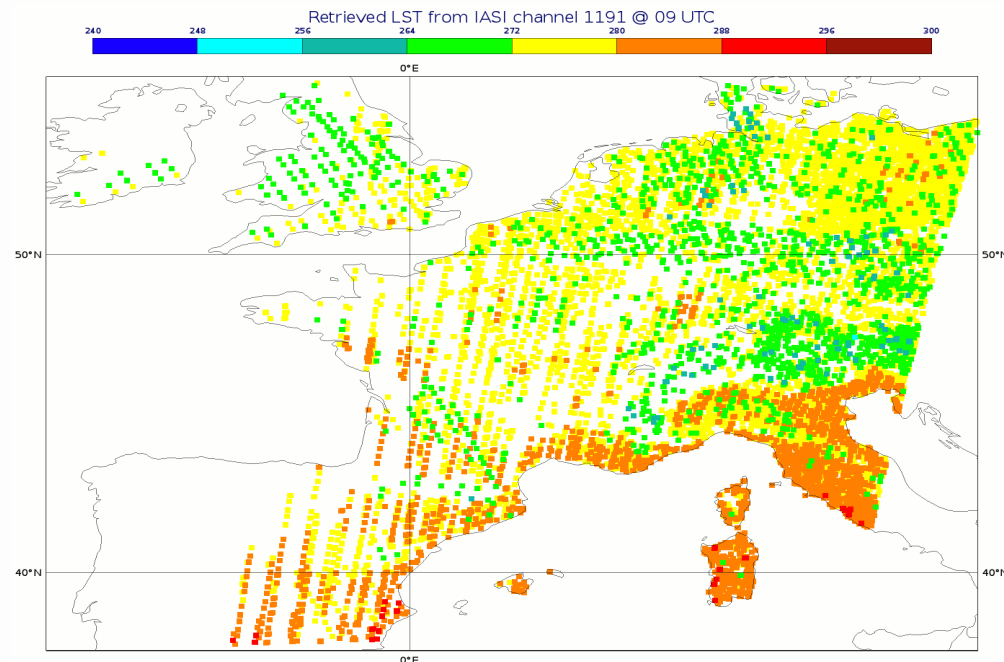 Retrieved LST from IASI channel 1191 @ 09 UTC
240 248 256 264 272 280 288 296 300
0°E
50°N 50°N
40°N 40°N
0°E